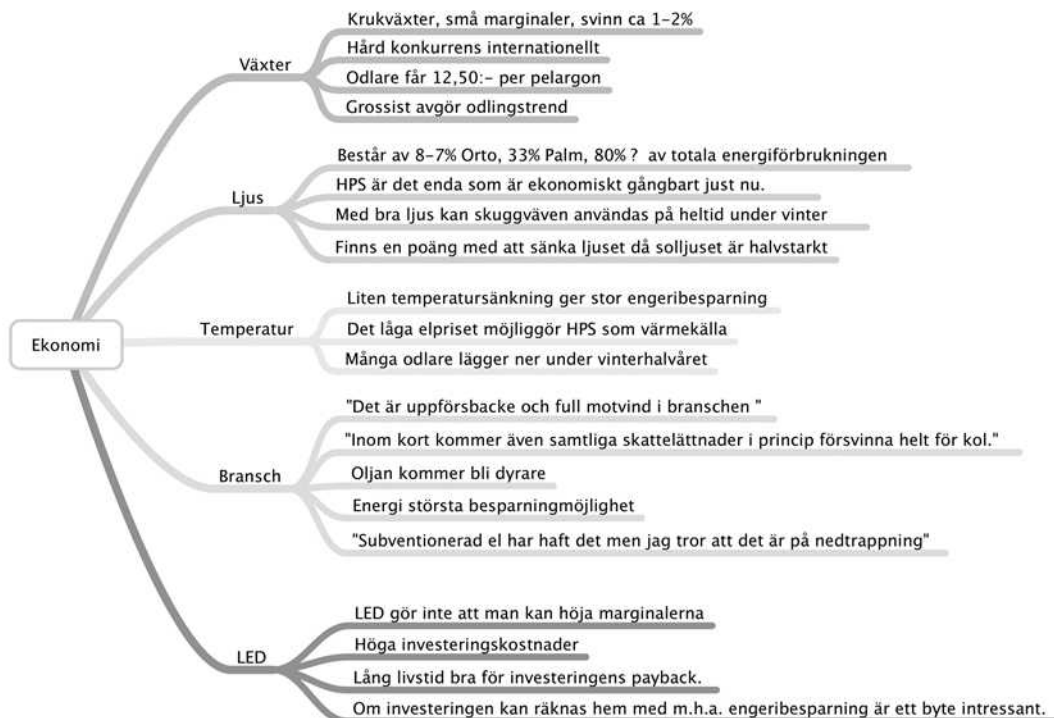 Ekonomi
Växter
Krukväxter, små marginaler, svinn ca 1-2%
Hård konkurrens internationellt
Odlare får 12,50:- per pelargon
Grossist avgör odlingstrend
Ljus
Består av 8-7% Orto, 33% Palm, 80% ? av totala energiförbrukningen
HPS är det enda som är ekonomiskt gångbart just nu.
Med bra ljus kan skuggväven användas på heltid under vinter
Finns en poäng med att sänka ljuset då solljuset är halvstarkt
Temperatur
Liten temperatursänkning ger stor engeribesparning
Det låga elpriset möjliggör HPS som värmekälla
Många odlare lägger ner under vinterhalvåret
Bransch
"Det är uppförsbacke och full motvind i branschen "
"Inom kort kommer även samtliga skattelättnader i princip försvinna helt för kol."
Oljan kommer bli dyrare
Energi största besparningmöjlighet
"Subventionerad el har haft det men jag tror att det är på nedtrappning"
LED
LED gör inte att man kan höja marginalerna
Höga investeringskostnader
Lång livstid bra för investeringens payback.
Om investeringen kan räknas hem med m.h.a. engeribesparning är ett byte intressant.